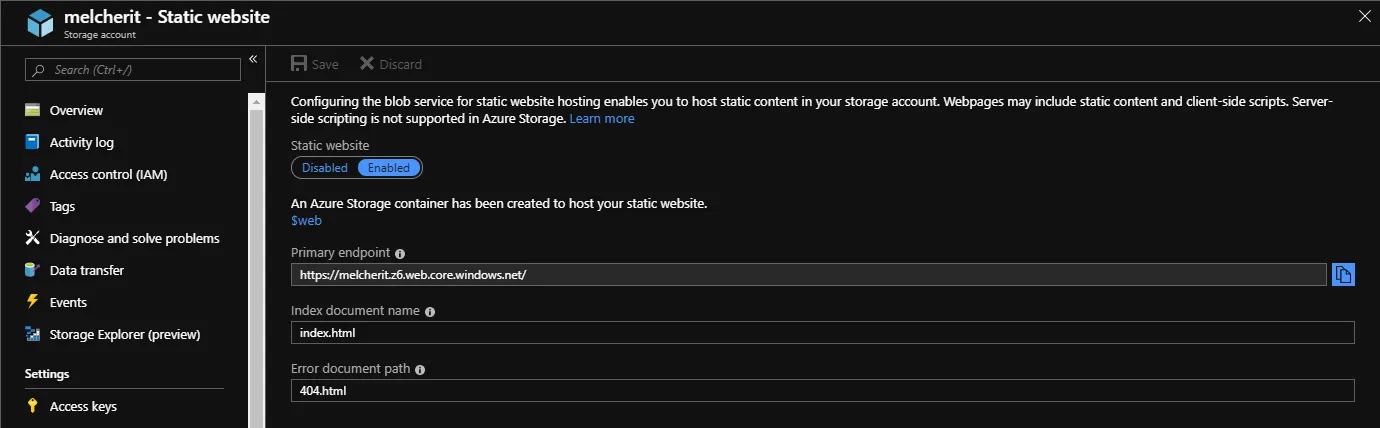 melcherit - Static website
Storage account
Search (Ctrl+/)
«
Overview
Activity log
Access control (IAM)
Tags
Diagnose and solve problems
Data transfer
Events
Storage Explorer (preview)
Settings
Access keys
Save
Discard
Configuring the blob service for static website hosting enables you to host static content in your storage account. Webpages may include static content and client-side scripts. Server-
side scripting is not supported in Azure Storage. Learn more
Static website
Disabled Enabled
An Azure Storage container has been created to host your static website.
$web
Primary endpoint
https://melcherit.z6.web.core.windows.net/
Index document name
index.html
Error document path
404.html